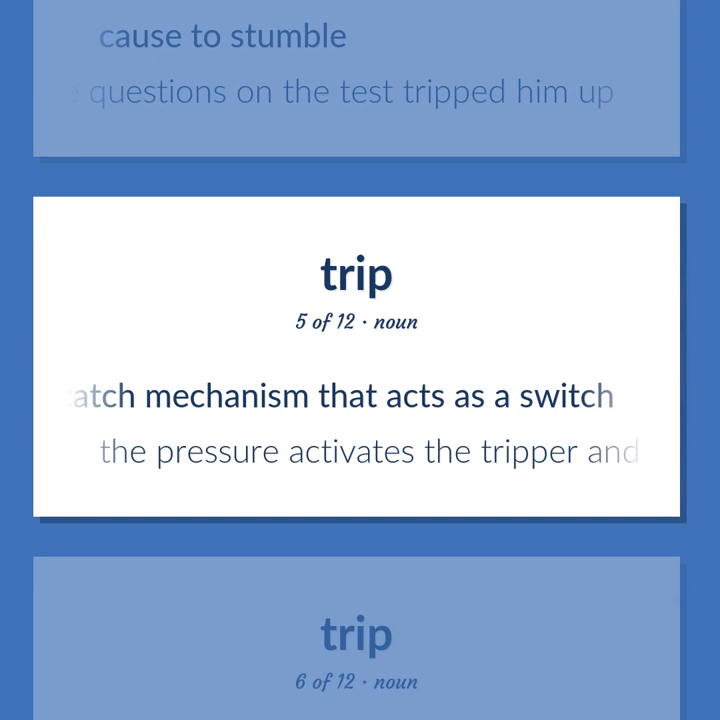 cause to stumble
questions on the test tripped him up
trip
5 of 12 · noun
catch mechanism that acts as a switch
the pressure activates the tripper and
trip
6 of 12 · noun